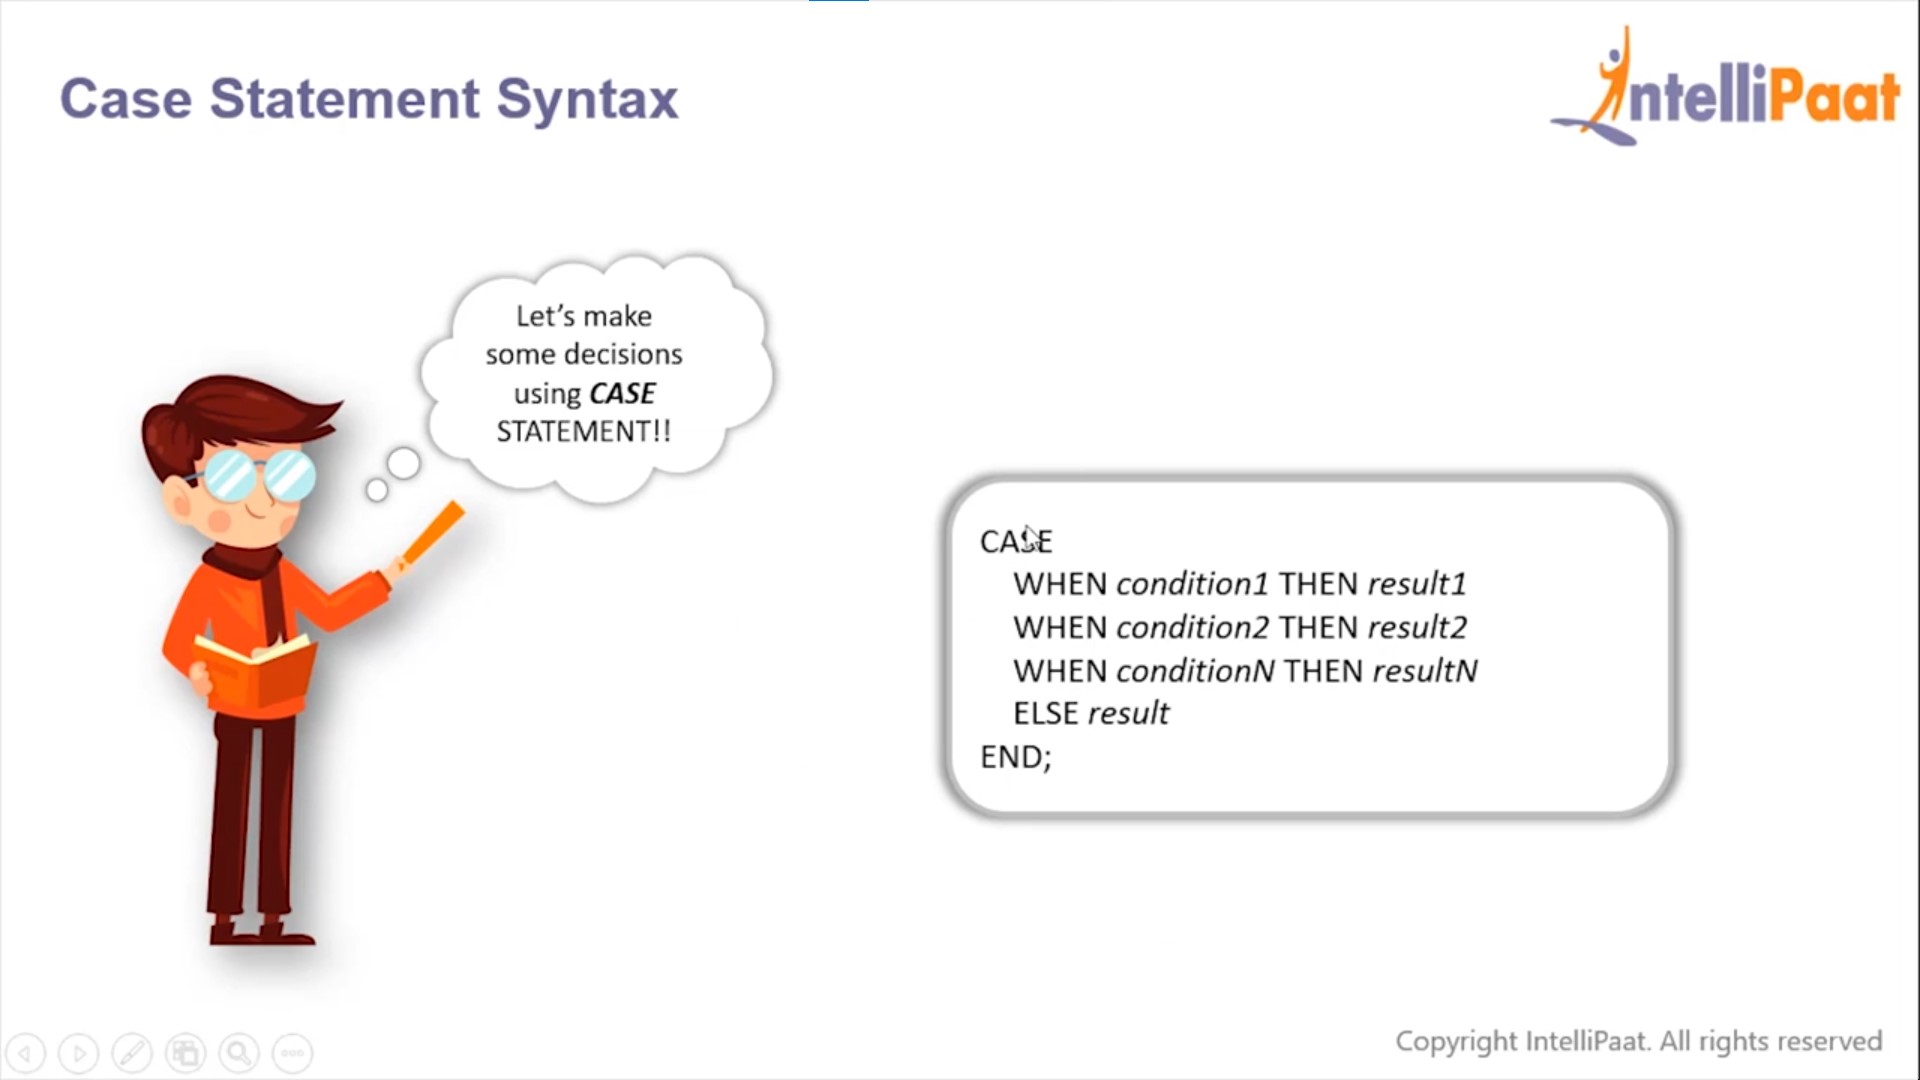 Case Statement Syntax
IntelliPaat
Let's make
some decisions
using CASE
STATEMENT!!
CASE
WHEN condition1 THEN result1
WHEN condition2 THEN result2
WHEN conditionN THEN resultN
ELSE result
END;
Copyright IntelliPaat. All rights reserved